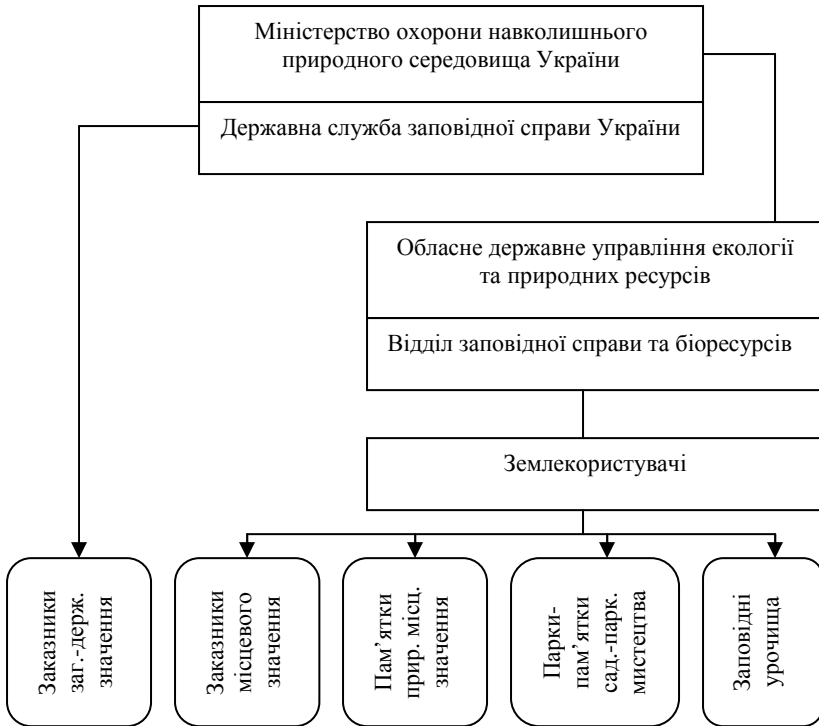 Міністерство охорони навколишнього
природного середовища України
Державна служба заповідної справи України
Обласне державне управління екології
та природних ресурсів
Відділ заповідної справи та біоресурсів
Землекористувачі
Заказники
заг.-держ.
значення
Заказники
місцевого
значення
Пам’ятки
прир. місц.
значення
Парки-
пам’ятки
сад.-парк.
мистецтва
Заповідні
урочища